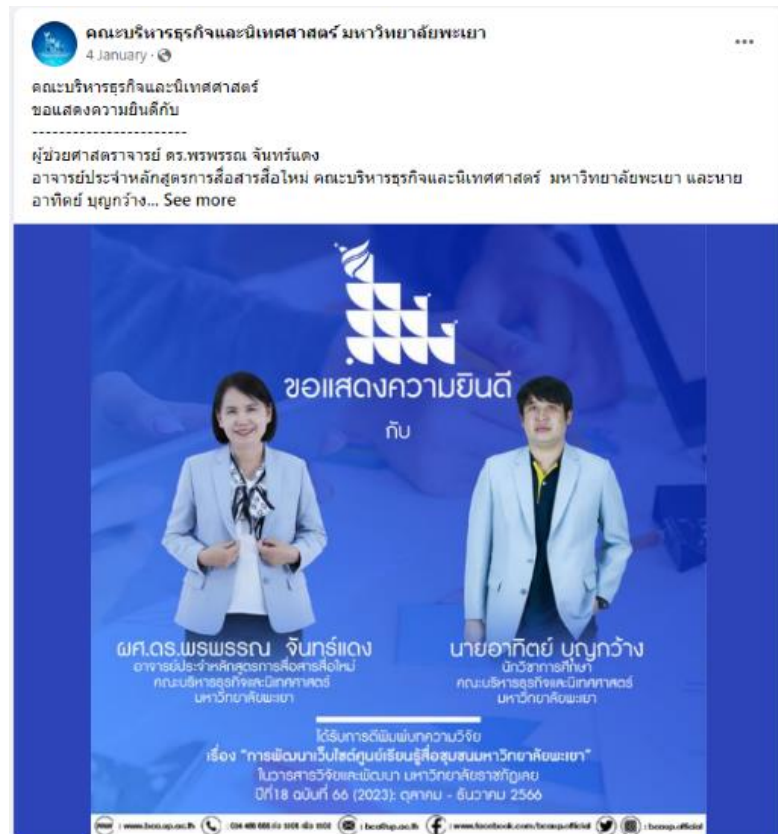 คณะบริหารธุรกิจและนิเทศศาสตร์ มหาวิทยาลัยพะเยา
4 January
คณะบริหารธุรกิจและนิเทศศาสตร์
ขอแสดงความยินดีกับ
-----------------------
ผู้ช่วยศาสตราจารย์ ดร.พรพรรณ จันทร์แดง
อาจารย์ประจำหลักสูตรการสื่อสารสื่อใหม่ คณะบริหารธุรกิจและนิเทศศาสตร์ มหาวิทยาลัยพะเยา และนาย
อาทิตย์ บุญกว้าง... See more
ขอแสดงความยินดี
กับ
ผศ.ดร.พรพรรณ จันทร์แดง
อาจารย์ประจำหลักสูตรการสื่อสารสื่อใหม่
คณะบริหารธุรกิจและนิเทศศาสตร์
มหาวิทยาลัยพะเยา
นายอาทิตย์ บุญกว้าง
นักวิชาการศึกษา
คณะบริหารธุรกิจและนิเทศศาสตร์
มหาวิทยาลัยพะเยา
ได้รับการตีพิมพ์บทความวิจัย
เรื่อง "การพัฒนาเว็บไซต์ศูนย์เรียนรู้สื่อชุมชนมหาวิทยาลัยพะเยา"
ในวารสารวิจัยและพัฒนา มหาวิทยาลัยราชภัฏเลย
ปีที่18 ฉบับที่ 66 (2023): ตุลาคม - ธันวาคม 2566
: www.bca.up.ac.th : 054 466 666 ต่อ : bca@up.ac.th : www.facebook.com/bcaup.official : bcaup.official